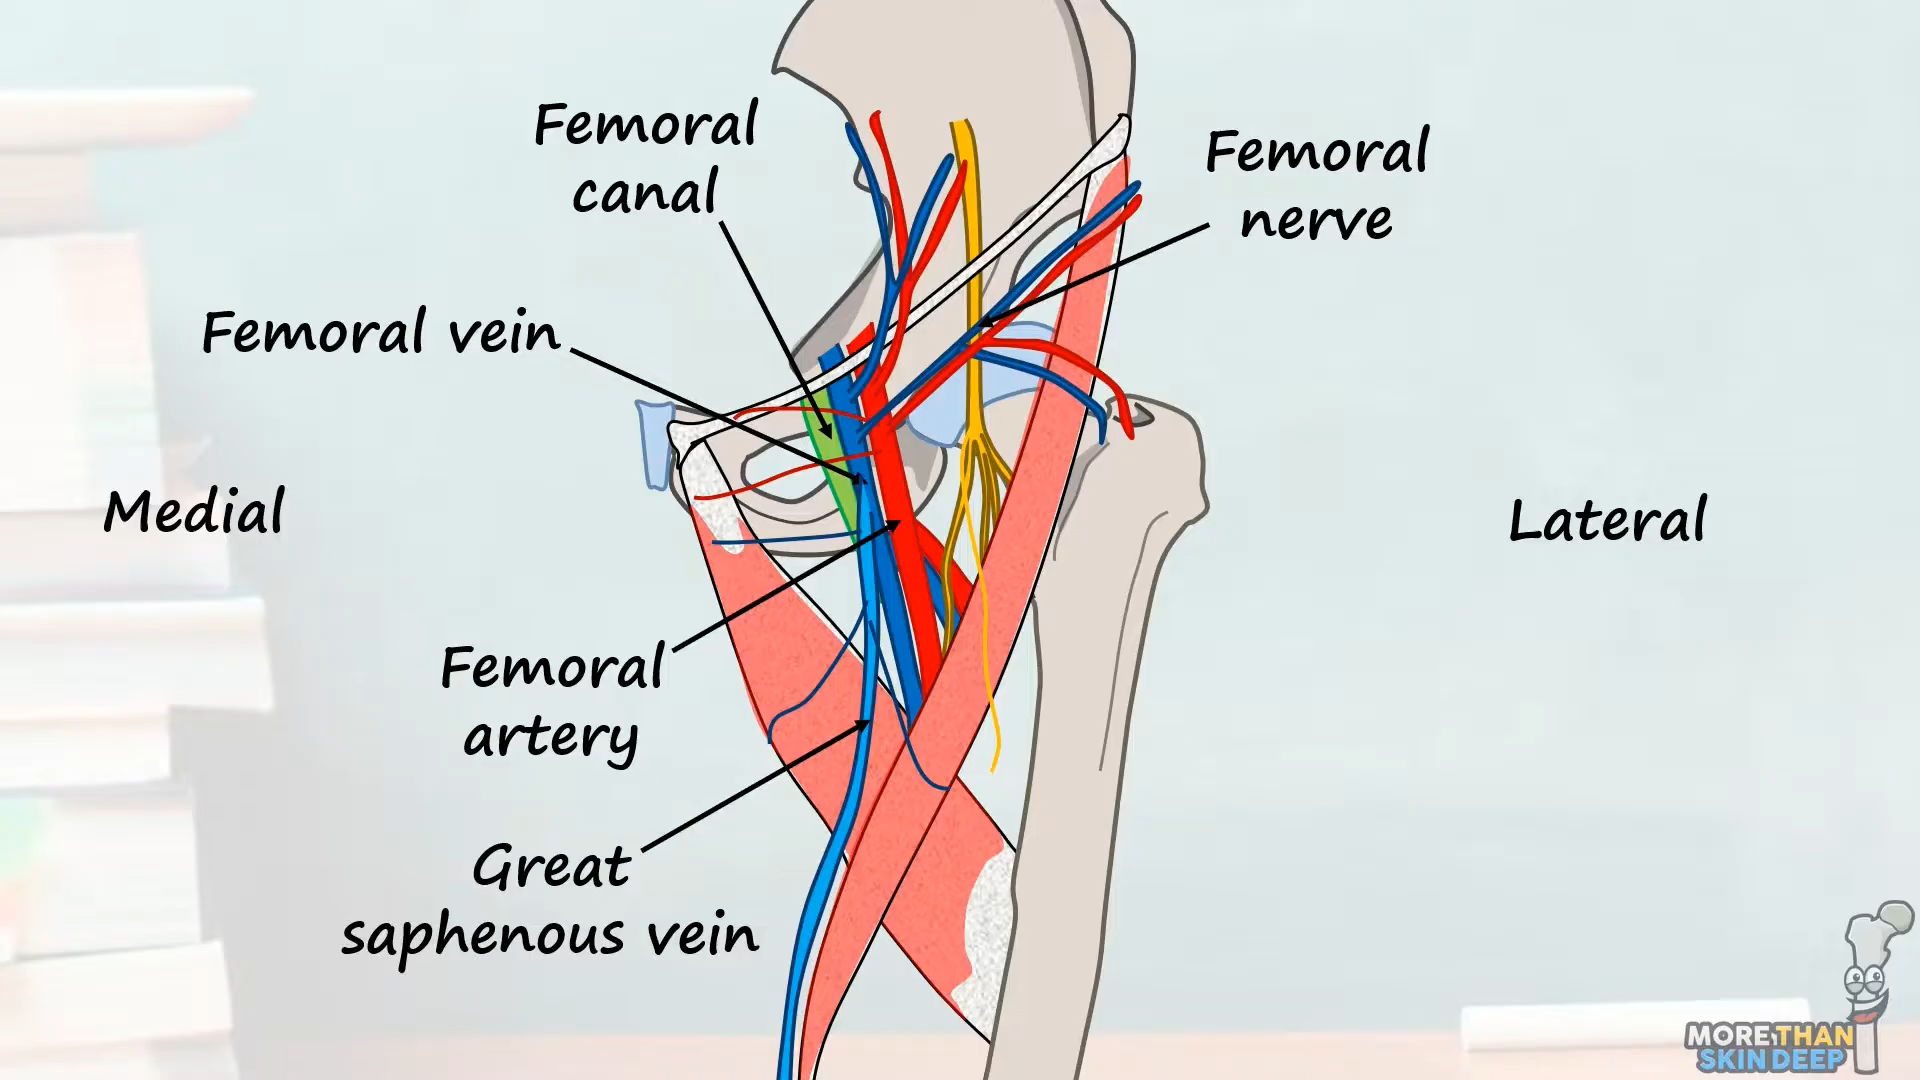 Femoral
canal
Femoral
nerve
Femoral vein
Medial
Lateral
Femoral
artery
Great
saphenous vein
MORE THAN
SKIN DEEP